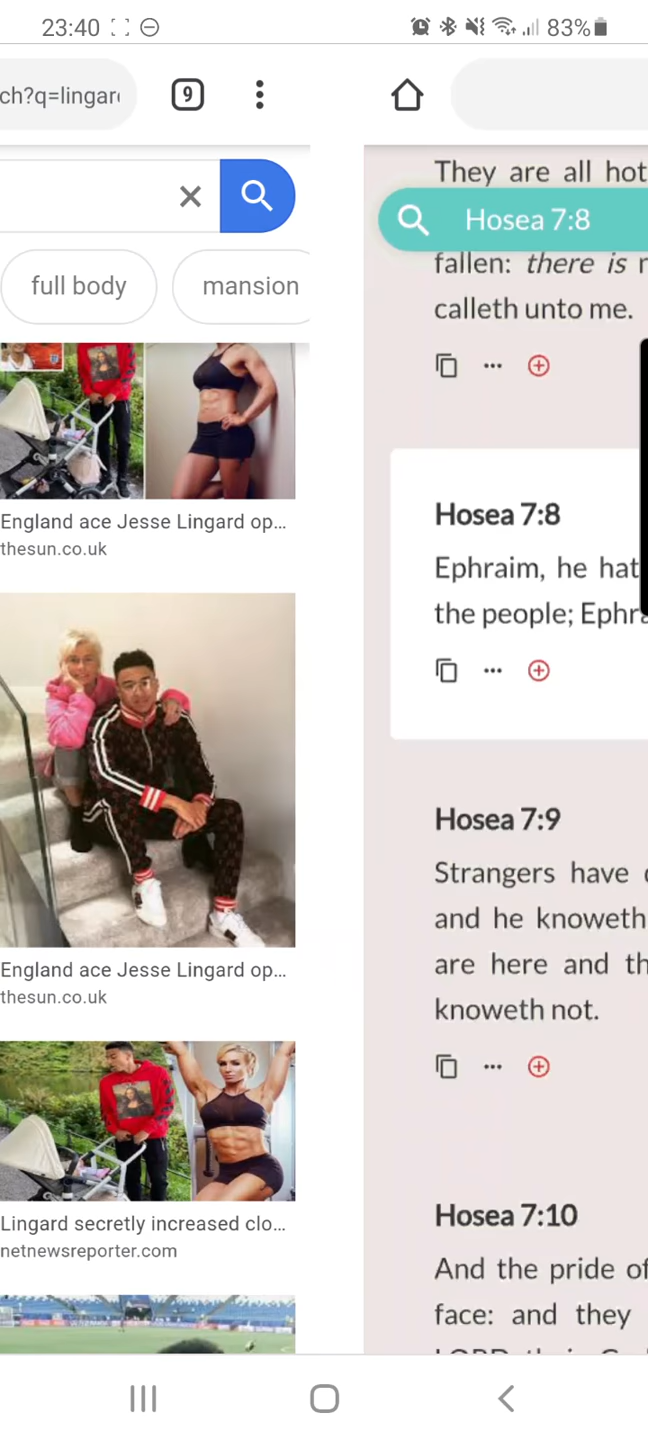 23:40
83%
ch?q=lingar
9
full body
mansion
England ace Jesse Lingard op...
thesun.co.uk
England ace Jesse Lingard op...
thesun.co.uk
Lingard secretly increased clo...
netnewsreporter.com
They are all hot
Hosea 7:8
fallen: there is
calleth unto me.
Hosea 7:8
Ephraim, he hat
the people; Ephr
Hosea 7:9
Strangers have
and he knoweth
are here and th
knoweth not.
Hosea 7:10
And the pride of
face: and they